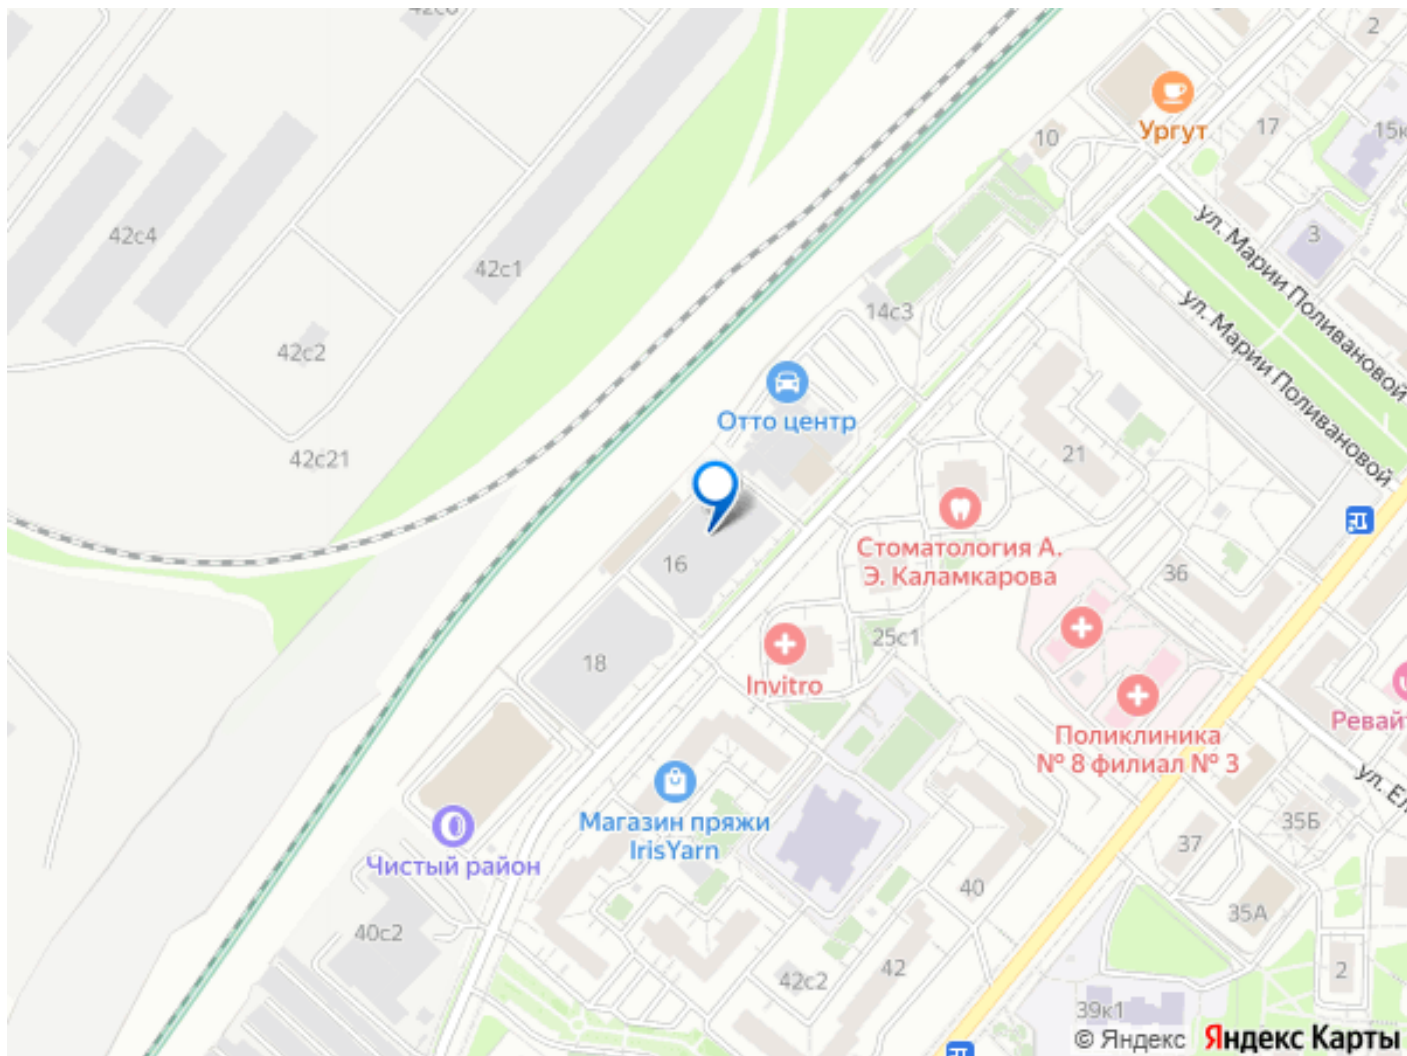 2
Ургут
17
15к
10
42с4
ул. Марии Поливановой
3
42с1
ул. Марии Поливановой
14с3
42с2
Отто центр
42с21
21
Стоматология А.
Э. Каламкарова
16
36
25с1
18
Invitro
Поликлиника
№ 8 филиал № 3
Ревай
ул. Ел
Магазин пряжи
IrisYarn
35Б
37
Чистый район
40
35А
40с2
42
42с2
2
39к1
© Яндекс
Яндекс Карты